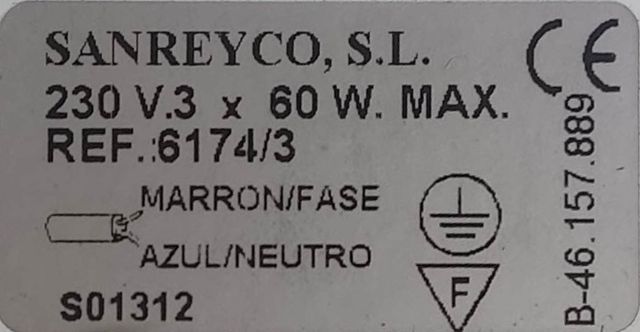 SANREYCO, S.L.
230 V.3 x 60 W. MAX.
REF.:6174/3
MARRON/FASE
AZUL/NEUTRO
S01312
F
CE
B-46.157.889